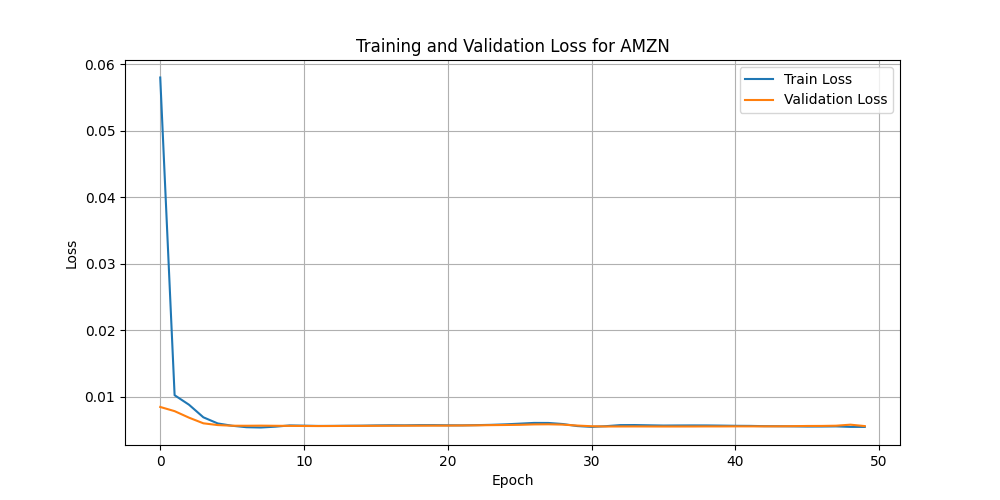 Training and Validation Loss for AMZN
Train Loss
Validation Loss
0.06
0.05
0.04
0.03
0.02
0.01
Loss
0 10 20 30 40 50
Epoch